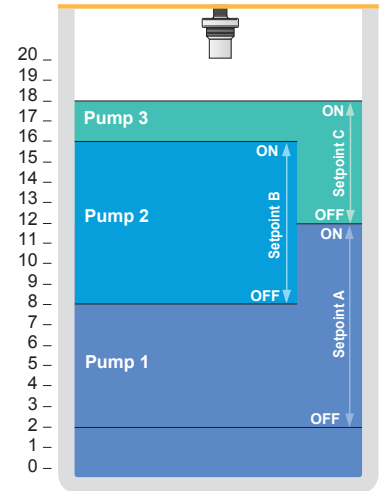 20
19
18
17
16
15
14
13
12
11
10
9
8
7
6
5
4
3
2
1
0
Pump 3
ON
Setpoint C
OFF
Pump 2
ON
Setpoint B
OFF
Pump 1
ON
Setpoint A
OFF